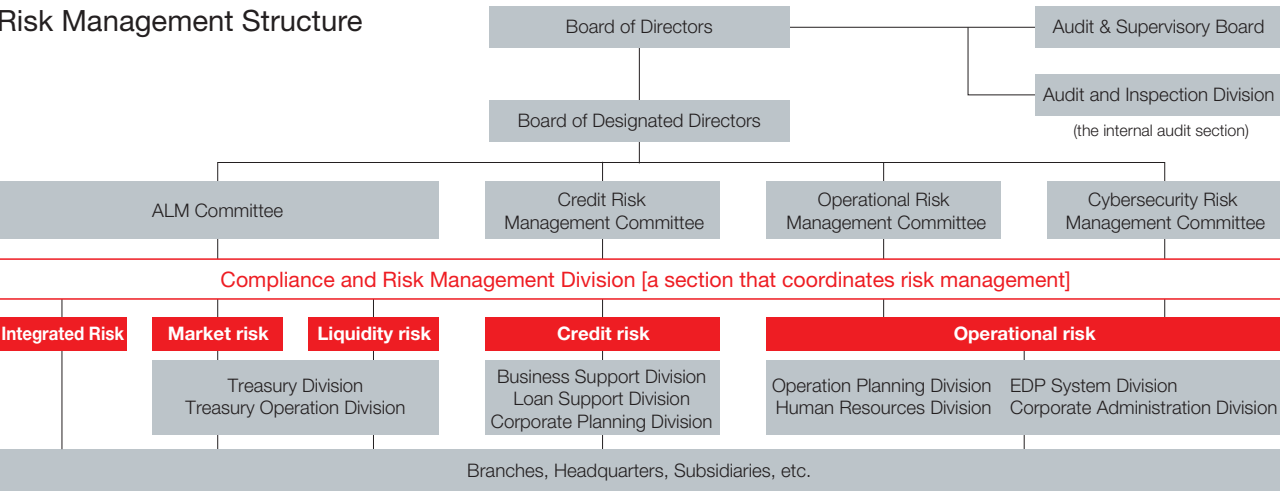 Risk Management Structure
Board of Directors
Audit & Supervisory Board
Audit and Inspection Division
(the internal audit section)
Board of Designated Directors
ALM Committee
Credit Risk
Management Committee
Operational Risk
Management Committee
Cybersecurity Risk
Management Committee
Compliance and Risk Management Division [a section that coordinates risk management]
Integrated Risk
Market risk
Liquidity risk
Credit risk
Operational risk
Treasury Division
Treasury Operation Division
Business Support Division
Loan Support Division
Corporate Planning Division
Operation Planning Division
Human Resources Division
EDP System Division
Corporate Administration Division
Branches, Headquarters, Subsidiaries, etc.